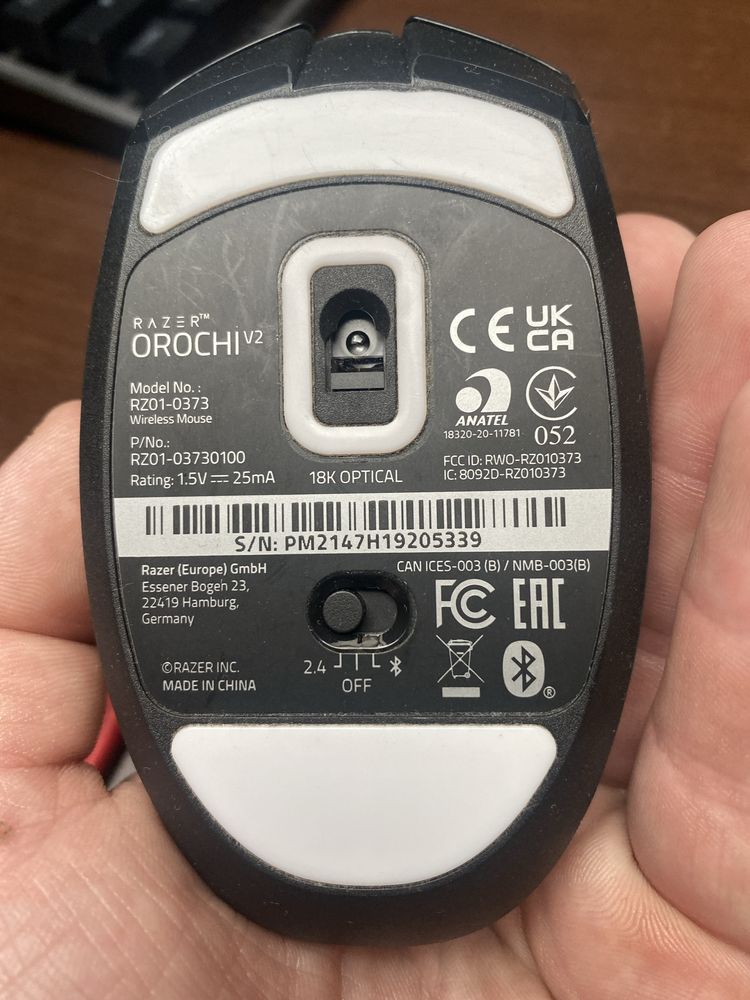 RAZER™
OROCHI V2
Model No.:
RZ01-0373
Wireless Mouse
P/No.:
RZ01-03730100
Rating: 1.5V ⎓ 25mA
18K OPTICAL
CE
UK
CA
ANATEL
18320-20-11781
052
FCC ID: RWO-RZ010373
IC: 8092D-RZ010373
S/N: PM2147H19205339
Razer (Europe) GmbH
Essener Bogen 23,
22419 Hamburg,
Germany
©RAZER INC.
MADE IN CHINA
2.4
OFF
CAN ICES-003 (B) / NMB-003(B)
FC
EAC
®